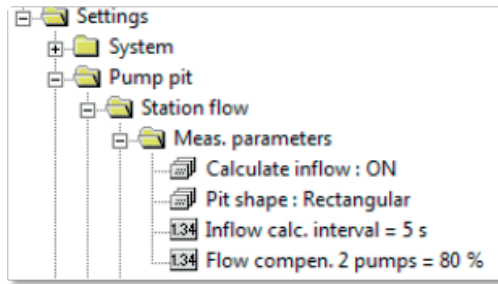 Settings
System
Pump pit
Station flow
Meas. parameters
Calculate inflow : ON
Pit shape : Rectangular
1.34 Inflow calc. interval = 5 s
1.34 Flow compen. 2 pumps = 80 %